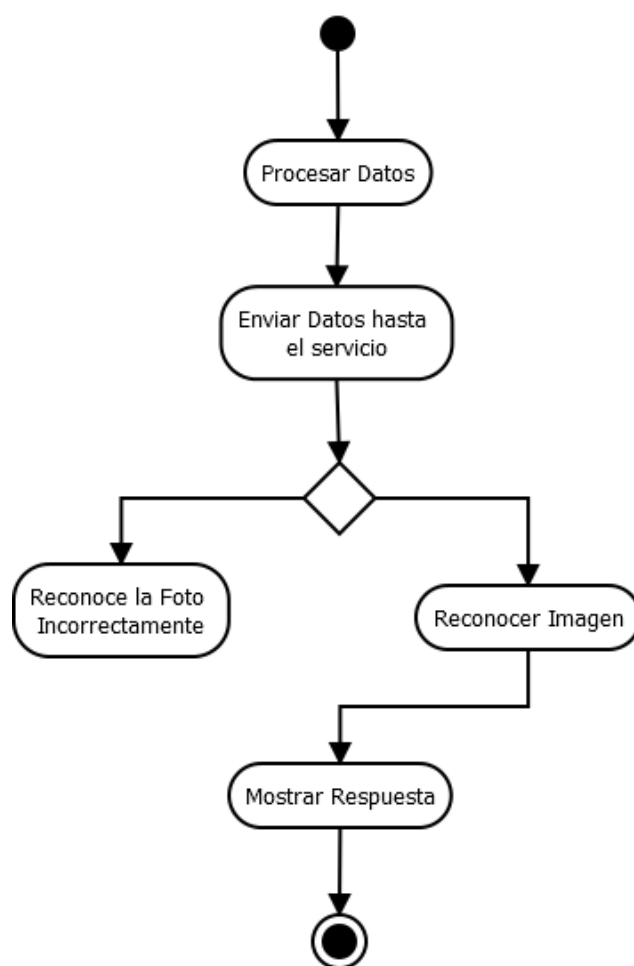 Procesar Datos
Enviar Datos hasta
el servicio
Reconoce la Foto
Incorrectamente
Reconocer Imagen
Mostrar Respuesta